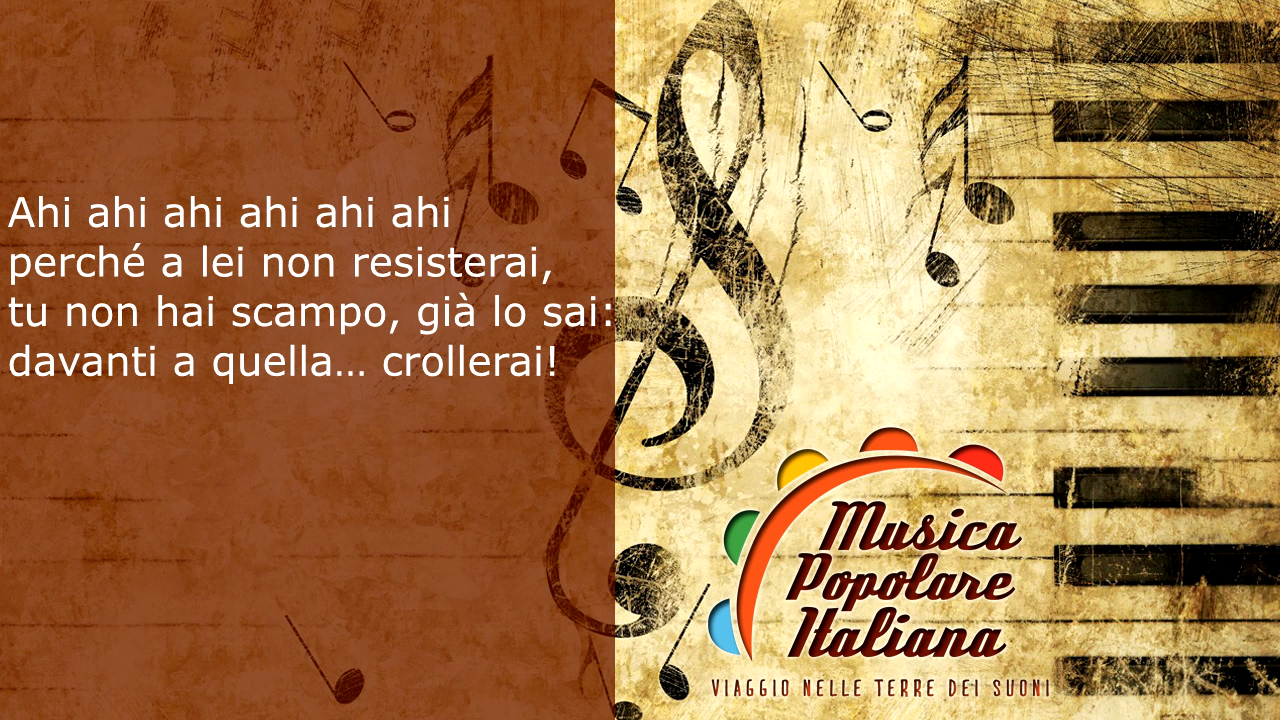 Ahi ahi ahi ahi ahi ahi
perché a lei non resisterai,
tu non hai scampo, già lo sai:
davanti a quella… crollerai!
Musica
Popolare
Italiana
VIAGGIO NELLE TERRE DEI SUONI